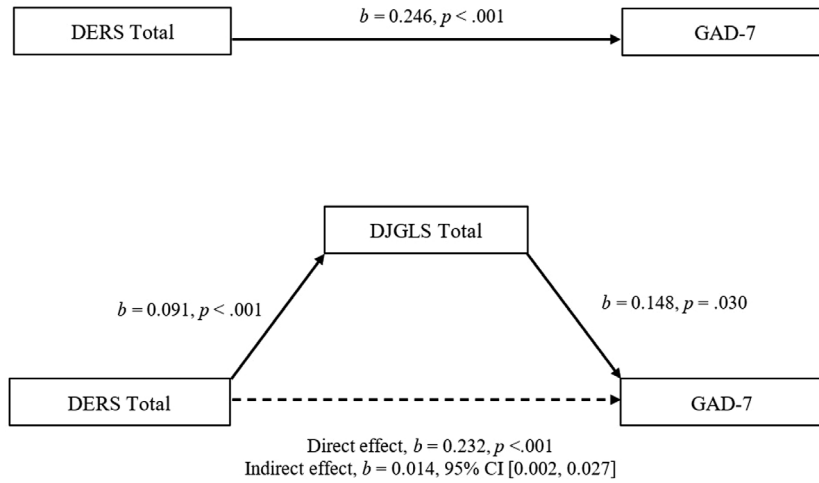 b = 0.246, p < .001
DERS Total
GAD-7
DJGLS Total
b = 0.091, p < .001
b = 0.148, p = .030
DERS Total
GAD-7
Direct effect, b = 0.232, p <.001
Indirect effect, b = 0.014, 95% CI [0.002, 0.027]